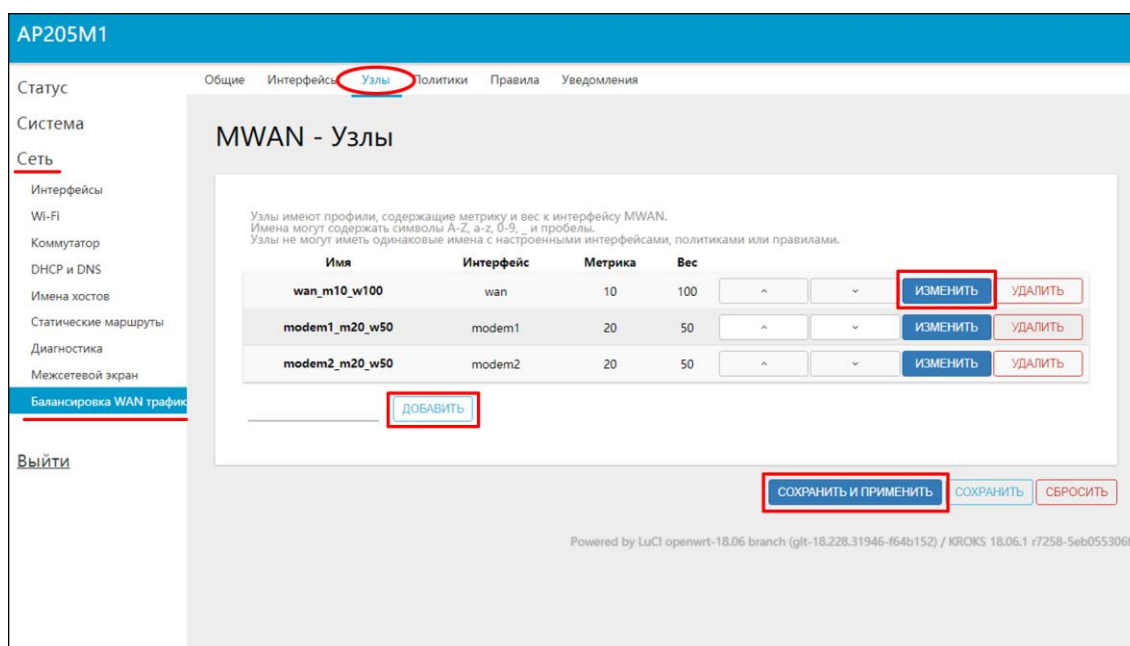 AP205M1
Общие Интерфейсы Узлы Политики Правила Уведомления
Статус
Система
Сеть
Интерфейсы
Wi-Fi
Коммутатор
DHCP и DNS
Имена хостов
Статические маршруты
Диагностика
Межсетевой экран
Балансировка WAN трафик
Выйти
MWAN - Узлы
Узлы имеют профили, содержащие метрику и вес к интерфейсу MWAN.
Имена могут содержать символы A-Z, a-z, 0-9, _ и пробелы.
Узлы не могут иметь одинаковые имена с настроенными интерфейсами, политиками или правилами.
Имя Интерфейс Метрика Вес
wan_m10_w100 wan 10 100 ИЗМЕНИТЬ УДАЛИТЬ
modem1_m20_w50 modem1 20 50 ИЗМЕНИТЬ УДАЛИТЬ
modem2_m20_w50 modem2 20 50 ИЗМЕНИТЬ УДАЛИТЬ
ДОБАВИТЬ
СОХРАНИТЬ И ПРИМЕНИТЬ СОХРАНИТЬ СБРОСИТЬ
Powered by LuCI openwrt-18.06 branch (git-18.228.31946-f64b152) / KROKS 18.06.1 r7258-5eb055306